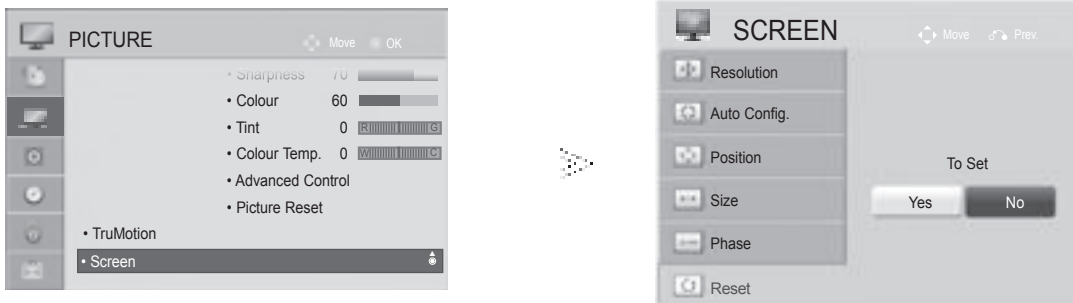 PICTURE
Move OK
• Sharpness 70
• Colour 60
• Tint 0 R G
• Colour Temp. 0 W C
• Advanced Control
• Picture Reset
• TruMotion
• Screen
SCREEN
Move Prev.
Resolution
Auto Config.
Position
Size
Phase
Reset
To Set
Yes No